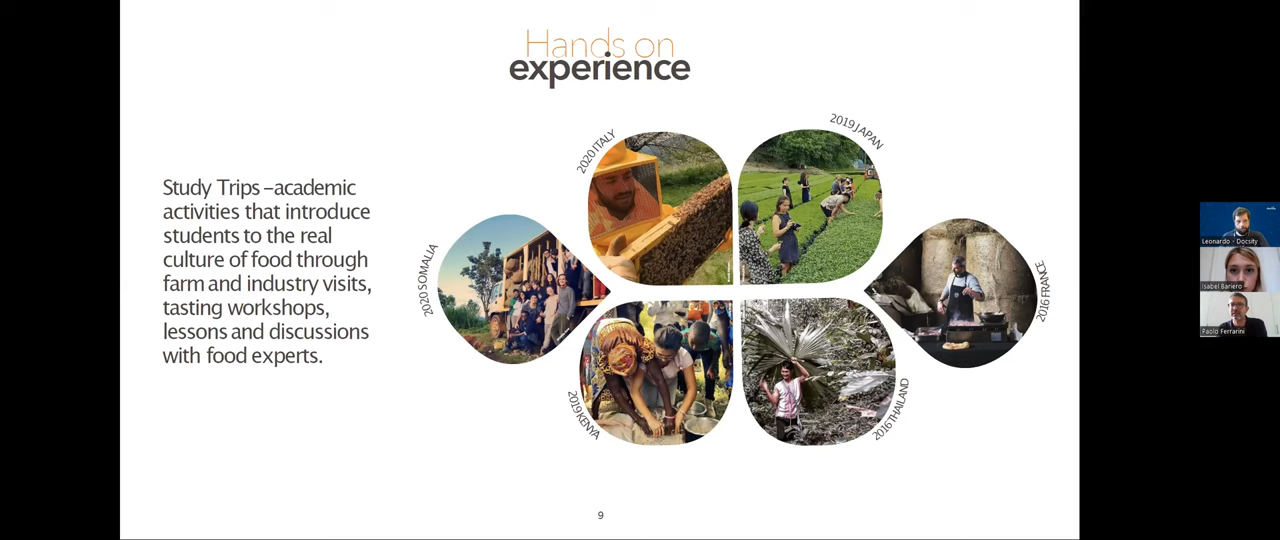 Hands on
experience
Study Trips –academic
activities that introduce
students to the real
culture of food through
farm and industry visits,
tasting workshops,
lessons and discussions
with food experts.
2020 SOMALIA
2020 ITALY
2019 JAPAN
2016 FRANCE
2019 KENYA
2016 THAILAND
9
Leonardo - Docsity
Isabel Bariero
Paolo Ferrarini